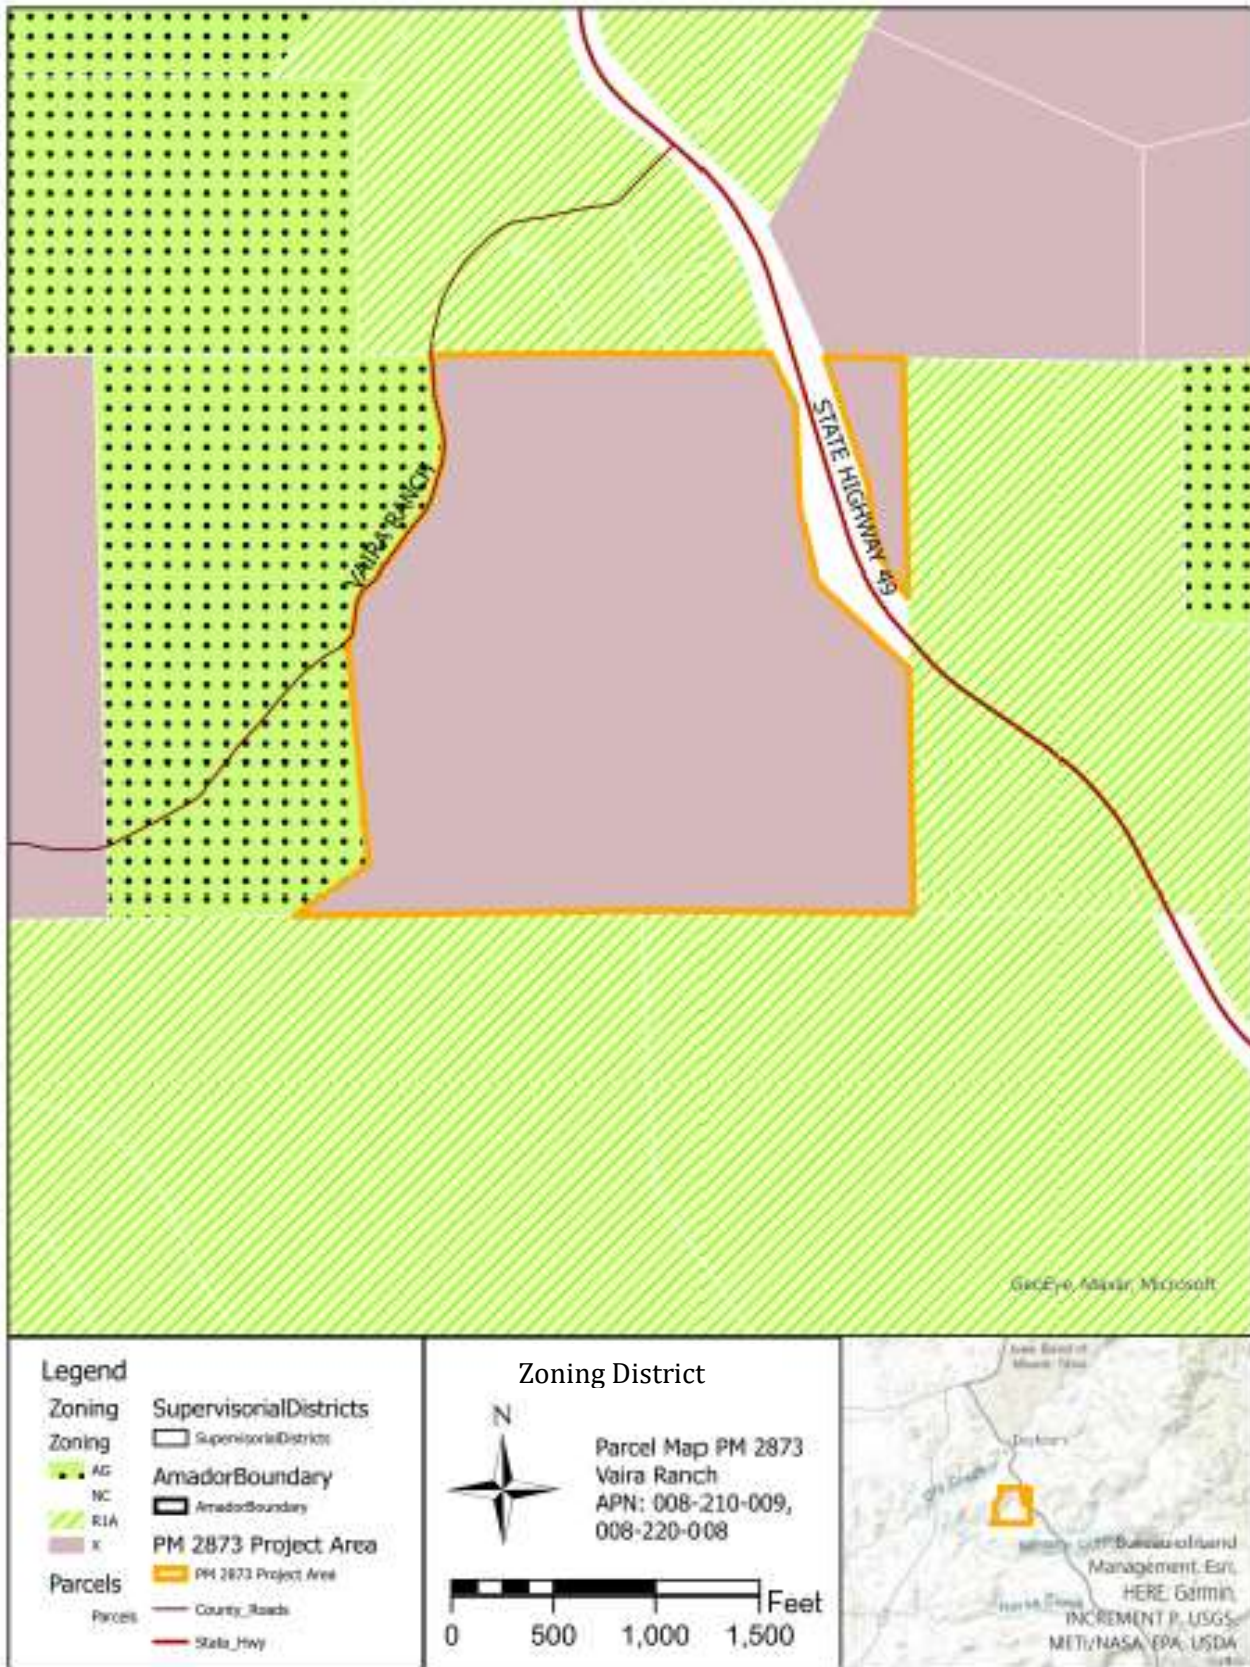 STATE HIGHWAY 49
VAIRA RANCH
GeoEye, Maxar, Microsoft
Legend
Zoning
Zoning
AG
NC
R1A
X
Parcels
Parcels
SupervisorialDistricts
SupervisorialDistricts
AmadorBoundary
AmadorBoundary
PM 2873 Project Area
PM 2873 Project Area
County_Roads
State_Hwy
Zoning District
N
Parcel Map PM 2873
Vaira Ranch
APN: 008-210-009,
008-220-008
Feet
0 500 1,000 1,500
Bureau of Land
Management, Esri,
HERE, Garmin,
INCREMENT P, USGS,
METI/NASA, EPA, USDA